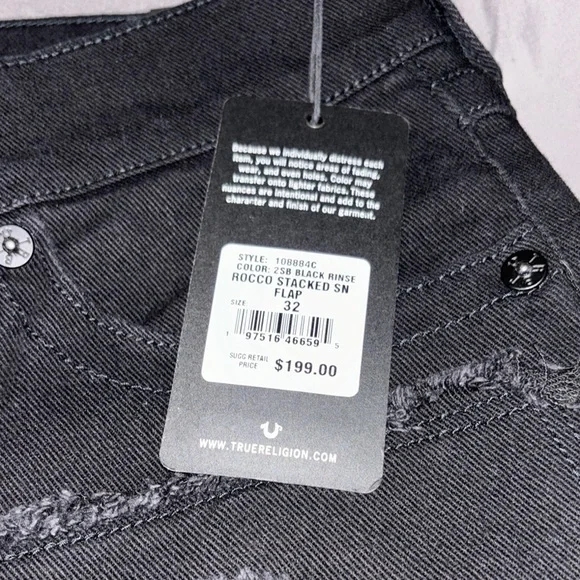 Because we individually distress each
item, you will notice areas of fading,
wear, and even holes. Color may
transfer onto lighter fabrics. These
nuances are intentional and add to the
character and finish of our garment.
STYLE: 108884C
COLOR: 2SB BLACK RINSE
ROCCO STACKED SN
FLAP
SIZE 32
1 97516 46659 5
SUGG RETAIL
PRICE $199.00
WWW.TRUERELIGION.COM